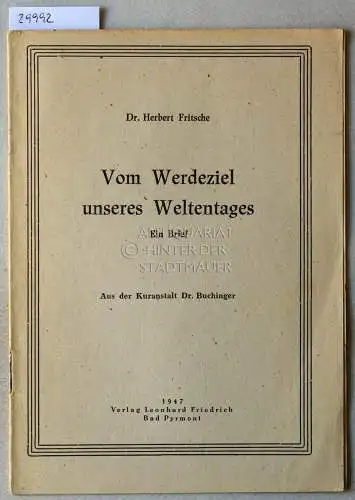 29992
Dr. Herbert Fritsche
Vom Werdeziel
unseres Weltentages
Ein Brief
ANTIQUARIAT
©HINTER DER
STADTMAUER
Aus der Kuranstalt Dr. Buchinger
1947
Verlag Leonhard Friedrich
Bad Pyrmont